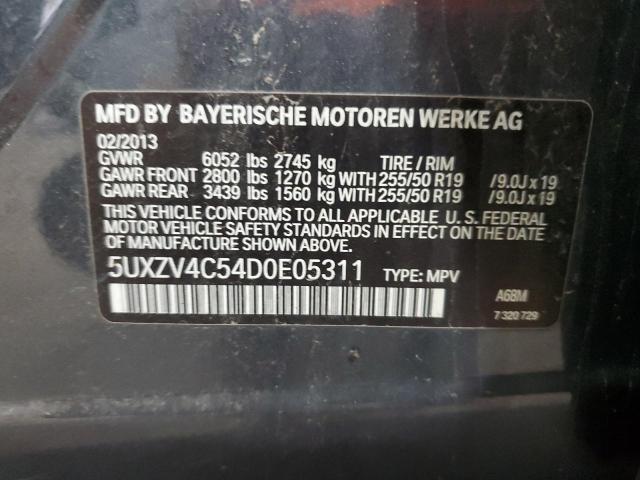 MFD BY BAYERISCHE MOTOREN WERKE AG
02/2013
GVWR 6052 lbs 2745 kg TIRE / RIM
GAWR FRONT 2800 lbs 1270 kg WITH 255/50 R19 /9.0J x 19
GAWR REAR 3439 lbs 1560 kg WITH 255/50 R19 /9.0J x 19
THIS VEHICLE CONFORMS TO ALL APPLICABLE U. S. FEDERAL
MOTOR VEHICLE SAFETY STANDARDS IN EFFECT ON THE DATE OF
MANUFACTURE SHOWN ABOVE.
5UXZV4C54D0E05311 TYPE: MPV
A68M
7 320 729